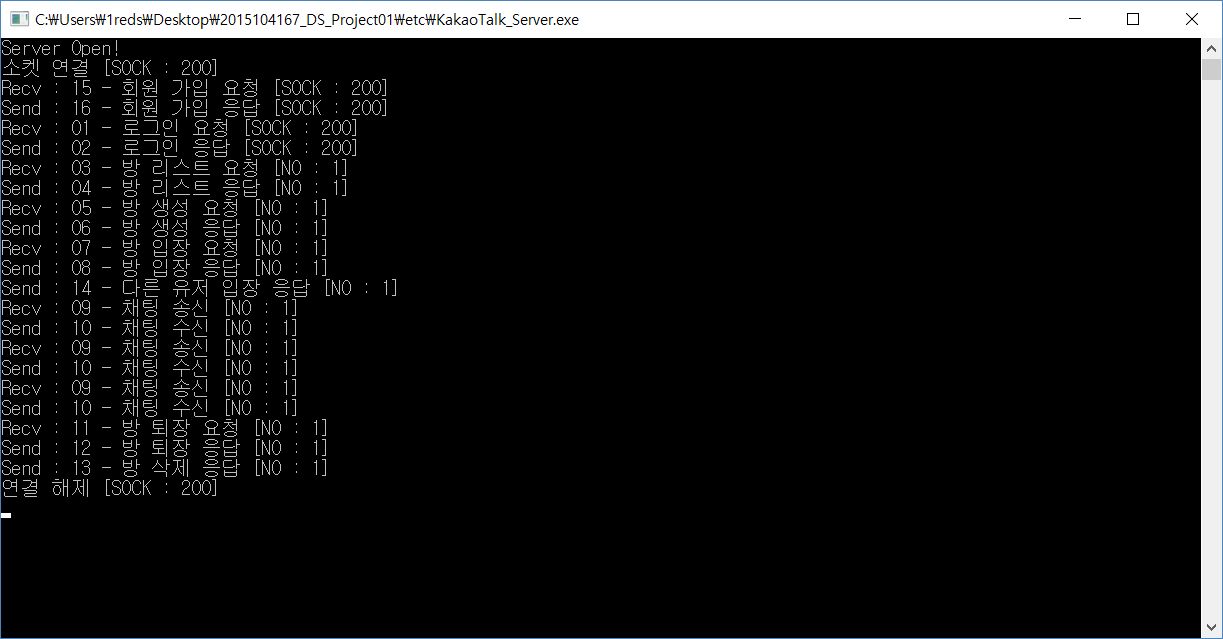 C:₩Users₩1reds₩Desktop₩2015104167_DS_Project01₩etc₩KakaoTalk_Server.exe
Server Open!
소켓 연결 [SOCK : 200]
Recv : 15 - 회원 가입 요청 [SOCK : 200]
Send : 16 - 회원 가입 응답 [SOCK : 200]
Recv : 01 - 로그인 요청 [SOCK : 200]
Send : 02 - 로그인 응답 [SOCK : 200]
Recv : 03 - 방 리스트 요청 [NO : 1]
Send : 04 - 방 리스트 응답 [NO : 1]
Recv : 05 - 방 생성 요청 [NO : 1]
Send : 06 - 방 생성 응답 [NO : 1]
Recv : 07 - 방 입장 요청 [NO : 1]
Send : 08 - 방 입장 응답 [NO : 1]
Send : 14 - 다른 유저 입장 응답 [NO : 1]
Recv : 09 - 채팅 송신 [NO : 1]
Send : 10 - 채팅 수신 [NO : 1]
Recv : 09 - 채팅 송신 [NO : 1]
Send : 10 - 채팅 수신 [NO : 1]
Recv : 09 - 채팅 송신 [NO : 1]
Send : 10 - 채팅 수신 [NO : 1]
Recv : 11 - 방 퇴장 요청 [NO : 1]
Send : 12 - 방 퇴장 응답 [NO : 1]
Send : 13 - 방 삭제 응답 [NO : 1]
연결 해제 [SOCK : 200]